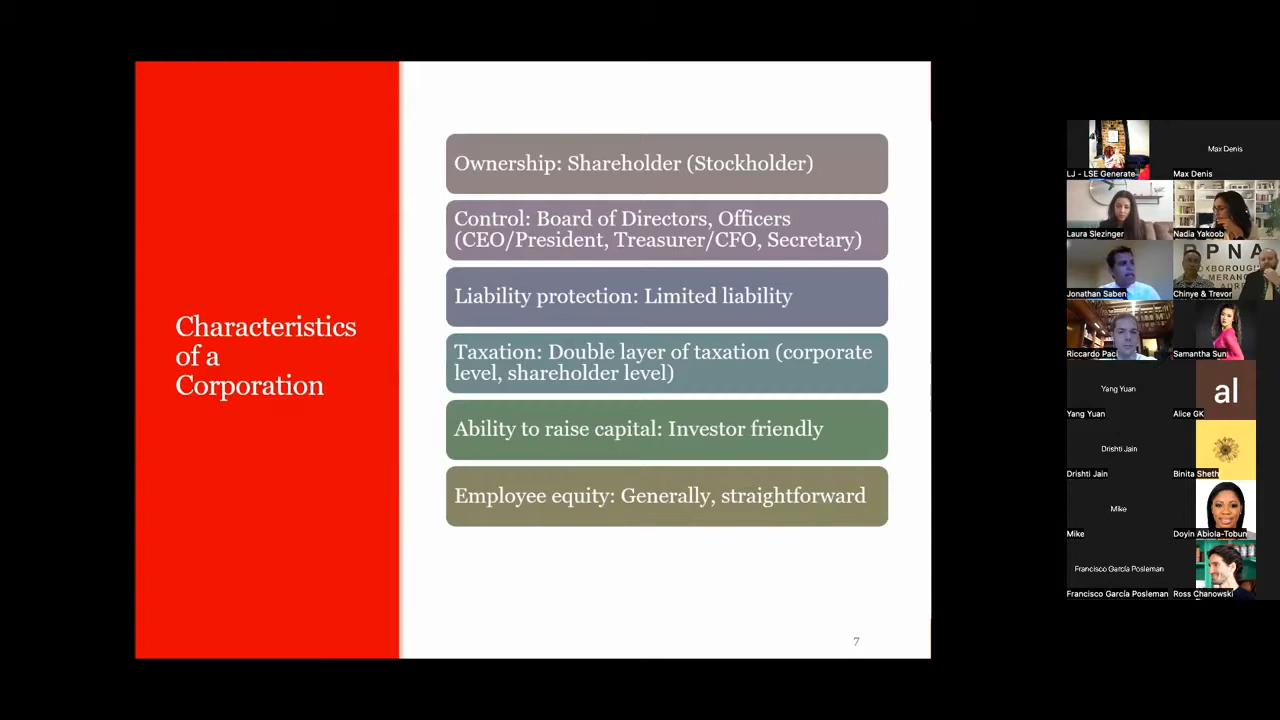 Characteristics
of a
Corporation
Ownership: Shareholder (Stockholder)
Control: Board of Directors, Officers
(CEO/President, Treasurer/CFO, Secretary)
Liability protection: Limited liability
Taxation: Double layer of taxation (corporate
level, shareholder level)
Ability to raise capital: Investor friendly
Employee equity: Generally, straightforward
7
LJ - LSE Generate
Max Denis
Max Denis
Laura Slezinger
Nadia Yakoob
Jonathan Saben
PNA
Chinye & Trevor
Riccardo Paci
Samantha Sun
Yang Yuan
Yang Yuan
al
Alice GK
Drishti Jain
Drishti Jain
Binita Sheth
Mike
Mike
Doyin Abiola-Tobun
Francisco García Posleman
Francisco García Posleman
Ross Chanowski